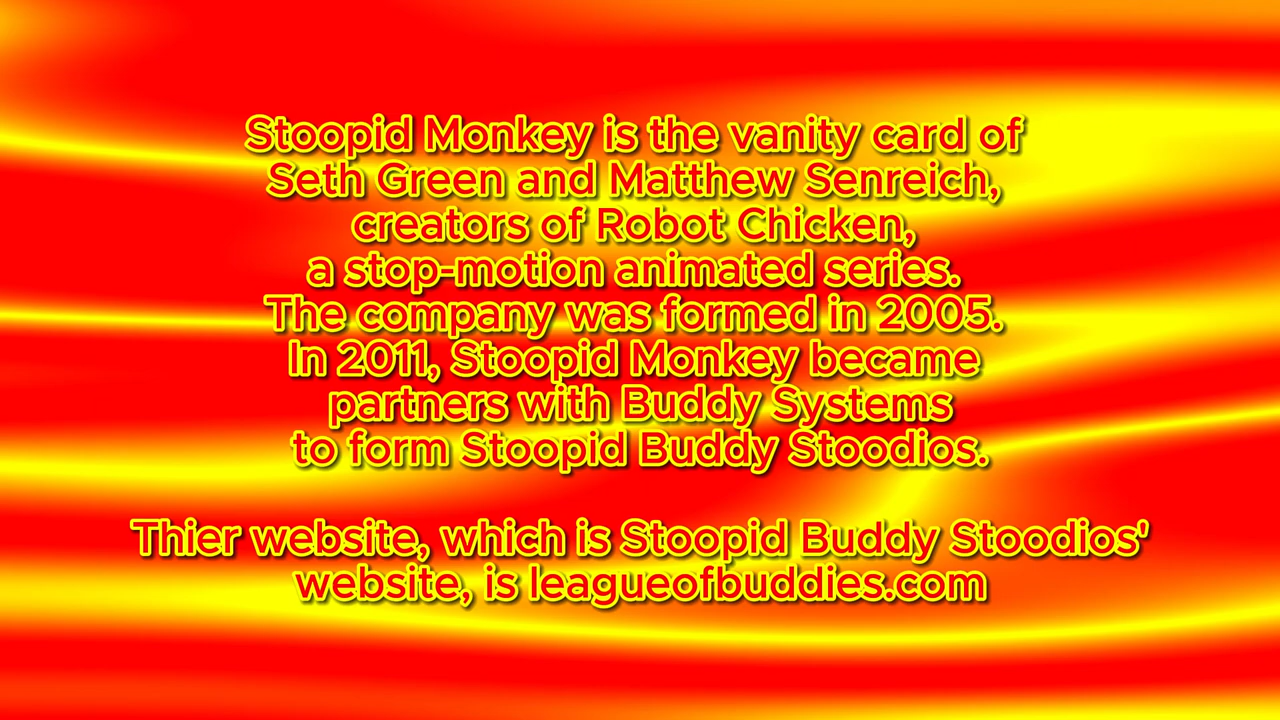 Stoopid Monkey is the vanity card of
Seth Green and Matthew Senreich,
creators of Robot Chicken,
a stop-motion animated series.
The company was formed in 2005.
In 2011, Stoopid Monkey became
partners with Buddy Systems
to form Stoopid Buddy Stoodios.
Thier website, which is Stoopid Buddy Stoodios'
website, is leagueofbuddies.com